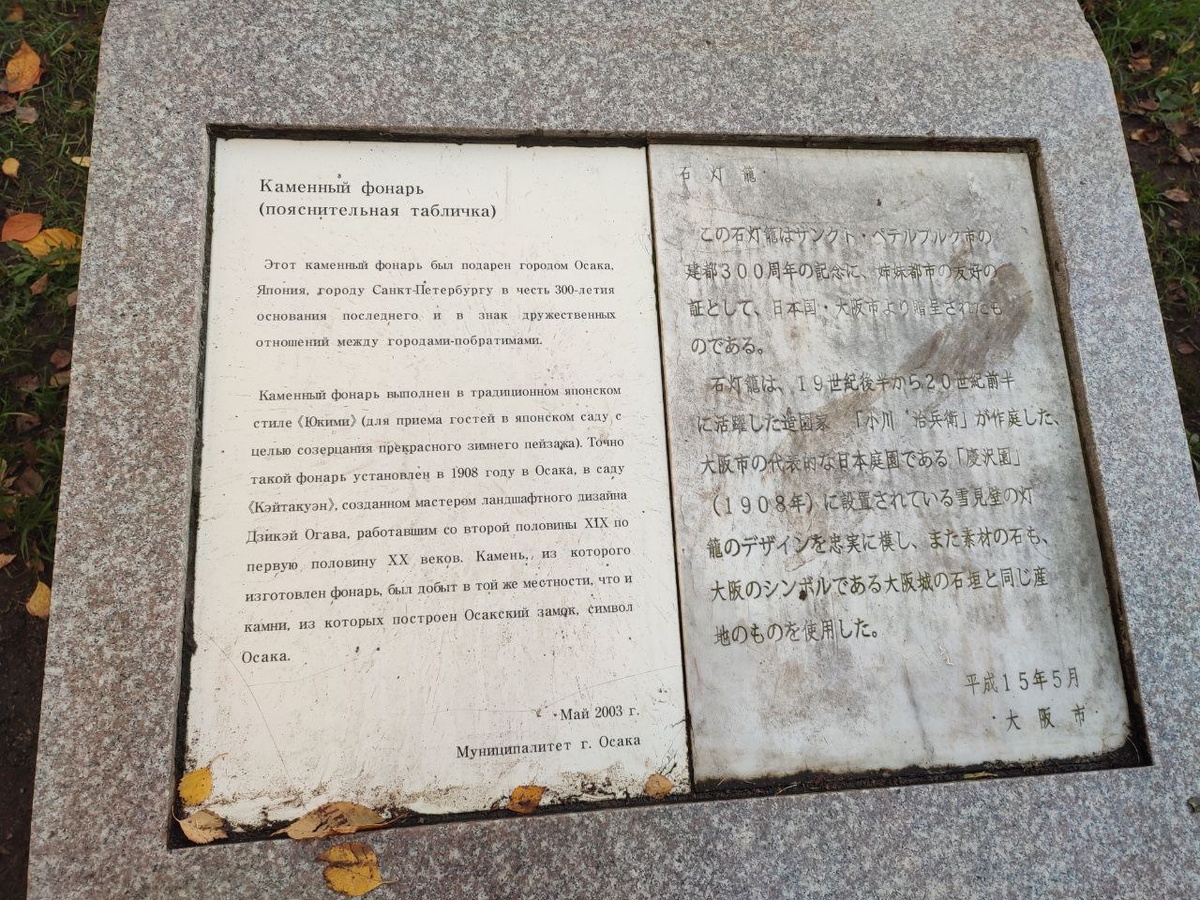 Каменный фонарь
(пояснительная табличка)
Этот каменный фонарь был подарен городом Осака,
Япония, городу Санкт-Петербургу в честь 300-летия
основания последнего и в знак дружественных
отношений между городами-побратимами.
Каменный фонарь выполнен в традиционном японском
стиле 《Юкими》 (для приема гостей в японском саду с
целью созерцания прекрасного зимнего пейзажа). Точно
такой фонарь установлен в 1908 году в Осака, в саду
《Кэйтакуэн》, созданном мастером ландшафтного дизайна
Дзикэй Огава, работавшим со второй половины XIX по
первую половину XX веков. Камень, из которого
изготовлен фонарь, был добыт в той же местности, что и
камни, из которых построен Осакский замок, символ
Осака.
Май 2003 г.
Муниципалитет г. Осака
石 灯 籠
この石灯籠はサンクト・ペテルブルク市の
建都300周年の記念に、姉妹都市の友好の
証として、日本国・大阪市より贈呈されたも
のである。
石灯籠は、19世紀後半から20世紀前半
に活躍した造園家 「小川 治兵衛」が作庭した、
大阪市の代表的な日本庭園である「慶沢園」
(1908年)に設置されている雪見型の灯
籠のデザインを忠実に模し、また素材の石も、
大阪のシンボルである大阪城の石垣と同じ産
地のものを使用した。
平成15年5月
大 阪 市